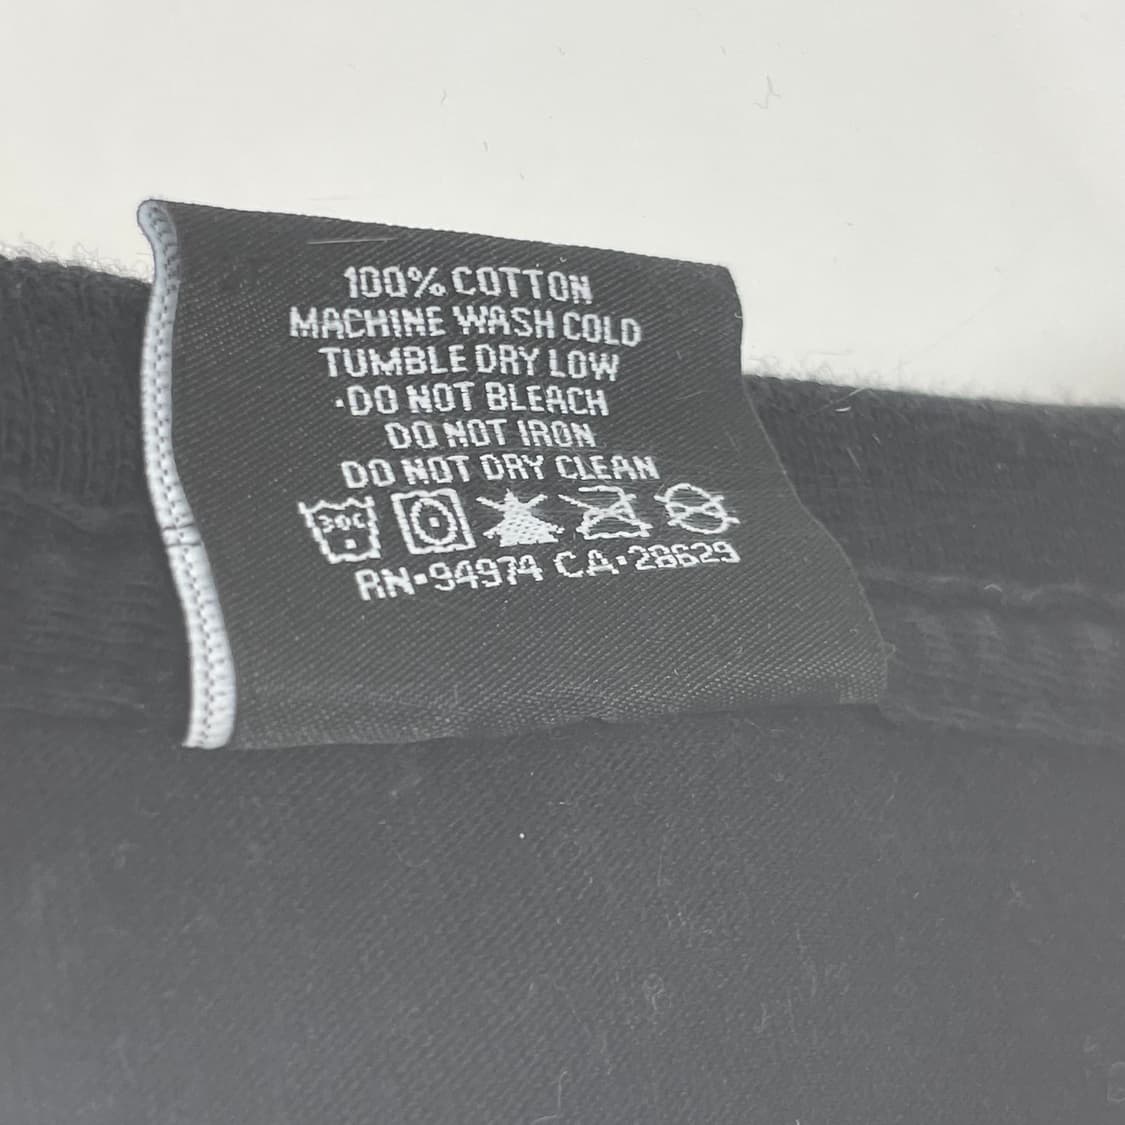 100% COTTON
MACHINE WASH COLD
TUMBLE DRY LOW
·DO NOT BLEACH
DO NOT IRON
DO NOT DRY CLEAN
30C
RN·94974 CA·28629